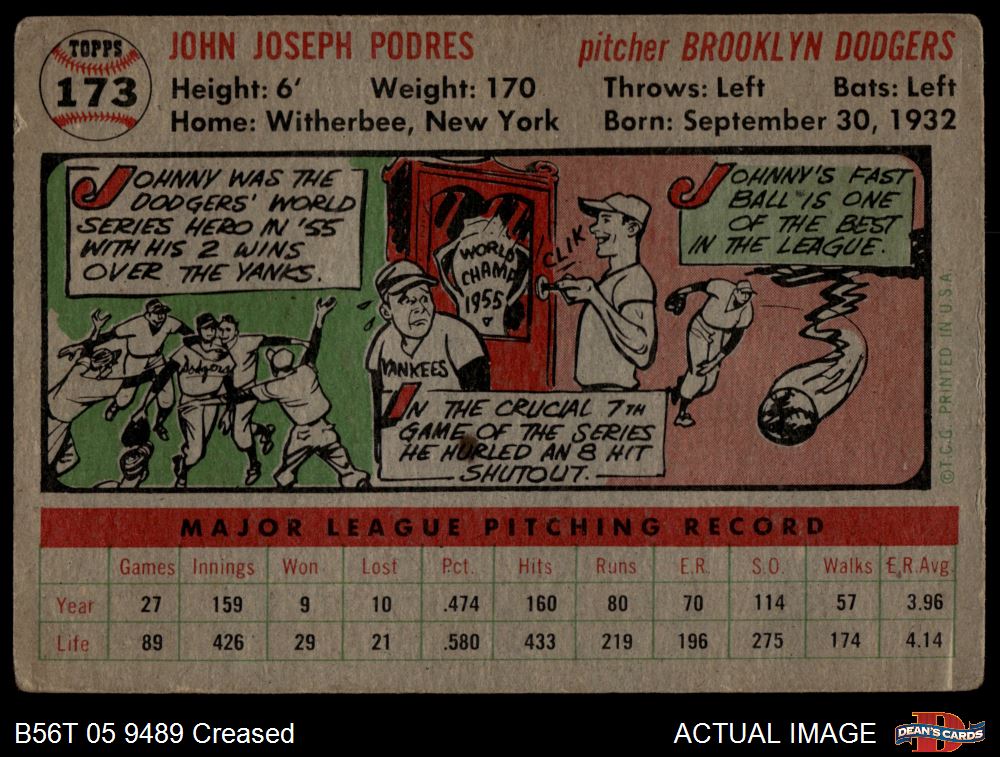 TOPPS
173
JOHN JOSEPH PODRES
pitcher BROOKLYN DODGERS
Height: 6' Weight: 170 Throws: Left Bats: Left
Home: Witherbee, New York Born: September 30, 1932
JOHNNY WAS THE
DODGERS' WORLD
SERIES HERO IN '55
WITH HIS 2 WINS
OVER THE YANKS.
Dodgers
WORLD
CHAMP
1955
CLIK
YANKEES
IN THE CRUCIAL 7TH
GAME OF THE SERIES
HE HURLED AN 8 HIT
SHUTOUT.
JOHNNY'S FAST
BALL IS ONE
OF THE BEST
IN THE LEAGUE.
© T.C.G. PRINTED IN U.S.A.
MAJOR LEAGUE PITCHING RECORD
Games Innings Won Lost Pct. Hits Runs E.R. S.O. Walks E.R.Avg.
Year 27 159 9 10 .474 160 80 70 114 57 3.96
Life 89 426 29 21 .580 433 219 196 275 174 4.14
B56T 05 9489 Creased
ACTUAL IMAGE
DEAN'S CARDS